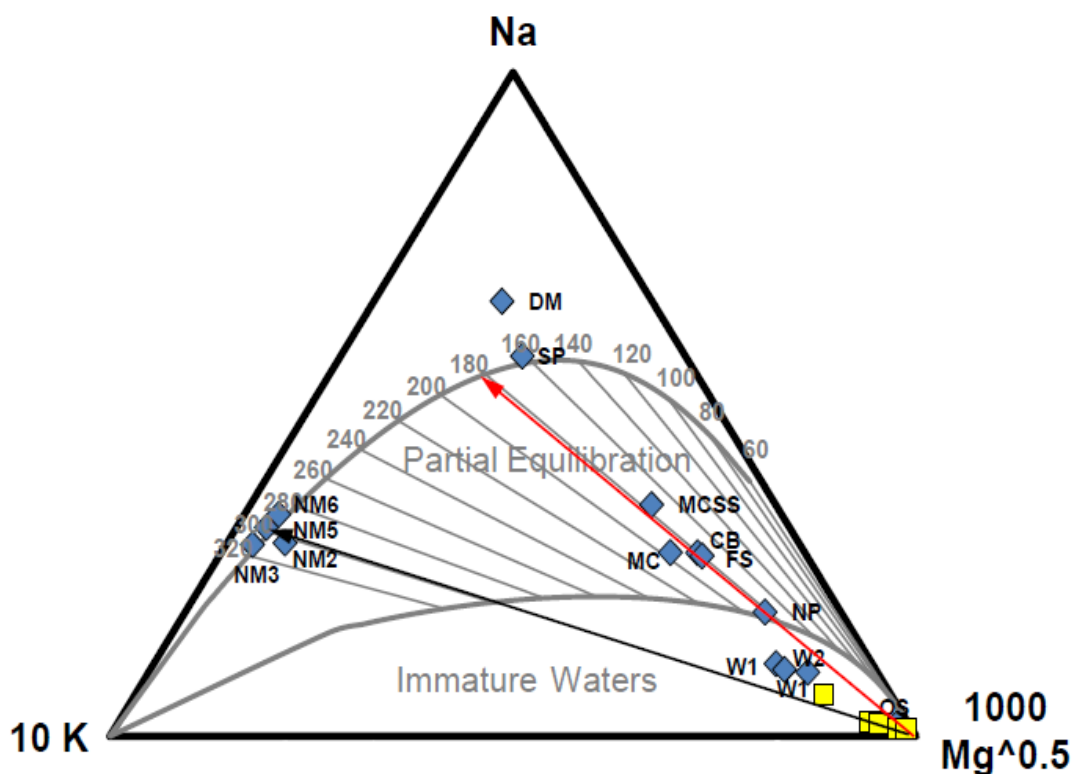 Na
DM
160
140
SP
180
120
200
100
220
80
240
60
Partial Equilibration
260
MCSS
280
NM6
300
NM5
CB
320
NM2
MC
FS
NM3
NP
W1
W2
W1
Immature Waters
OS
10 K
1000
Mg^0.5